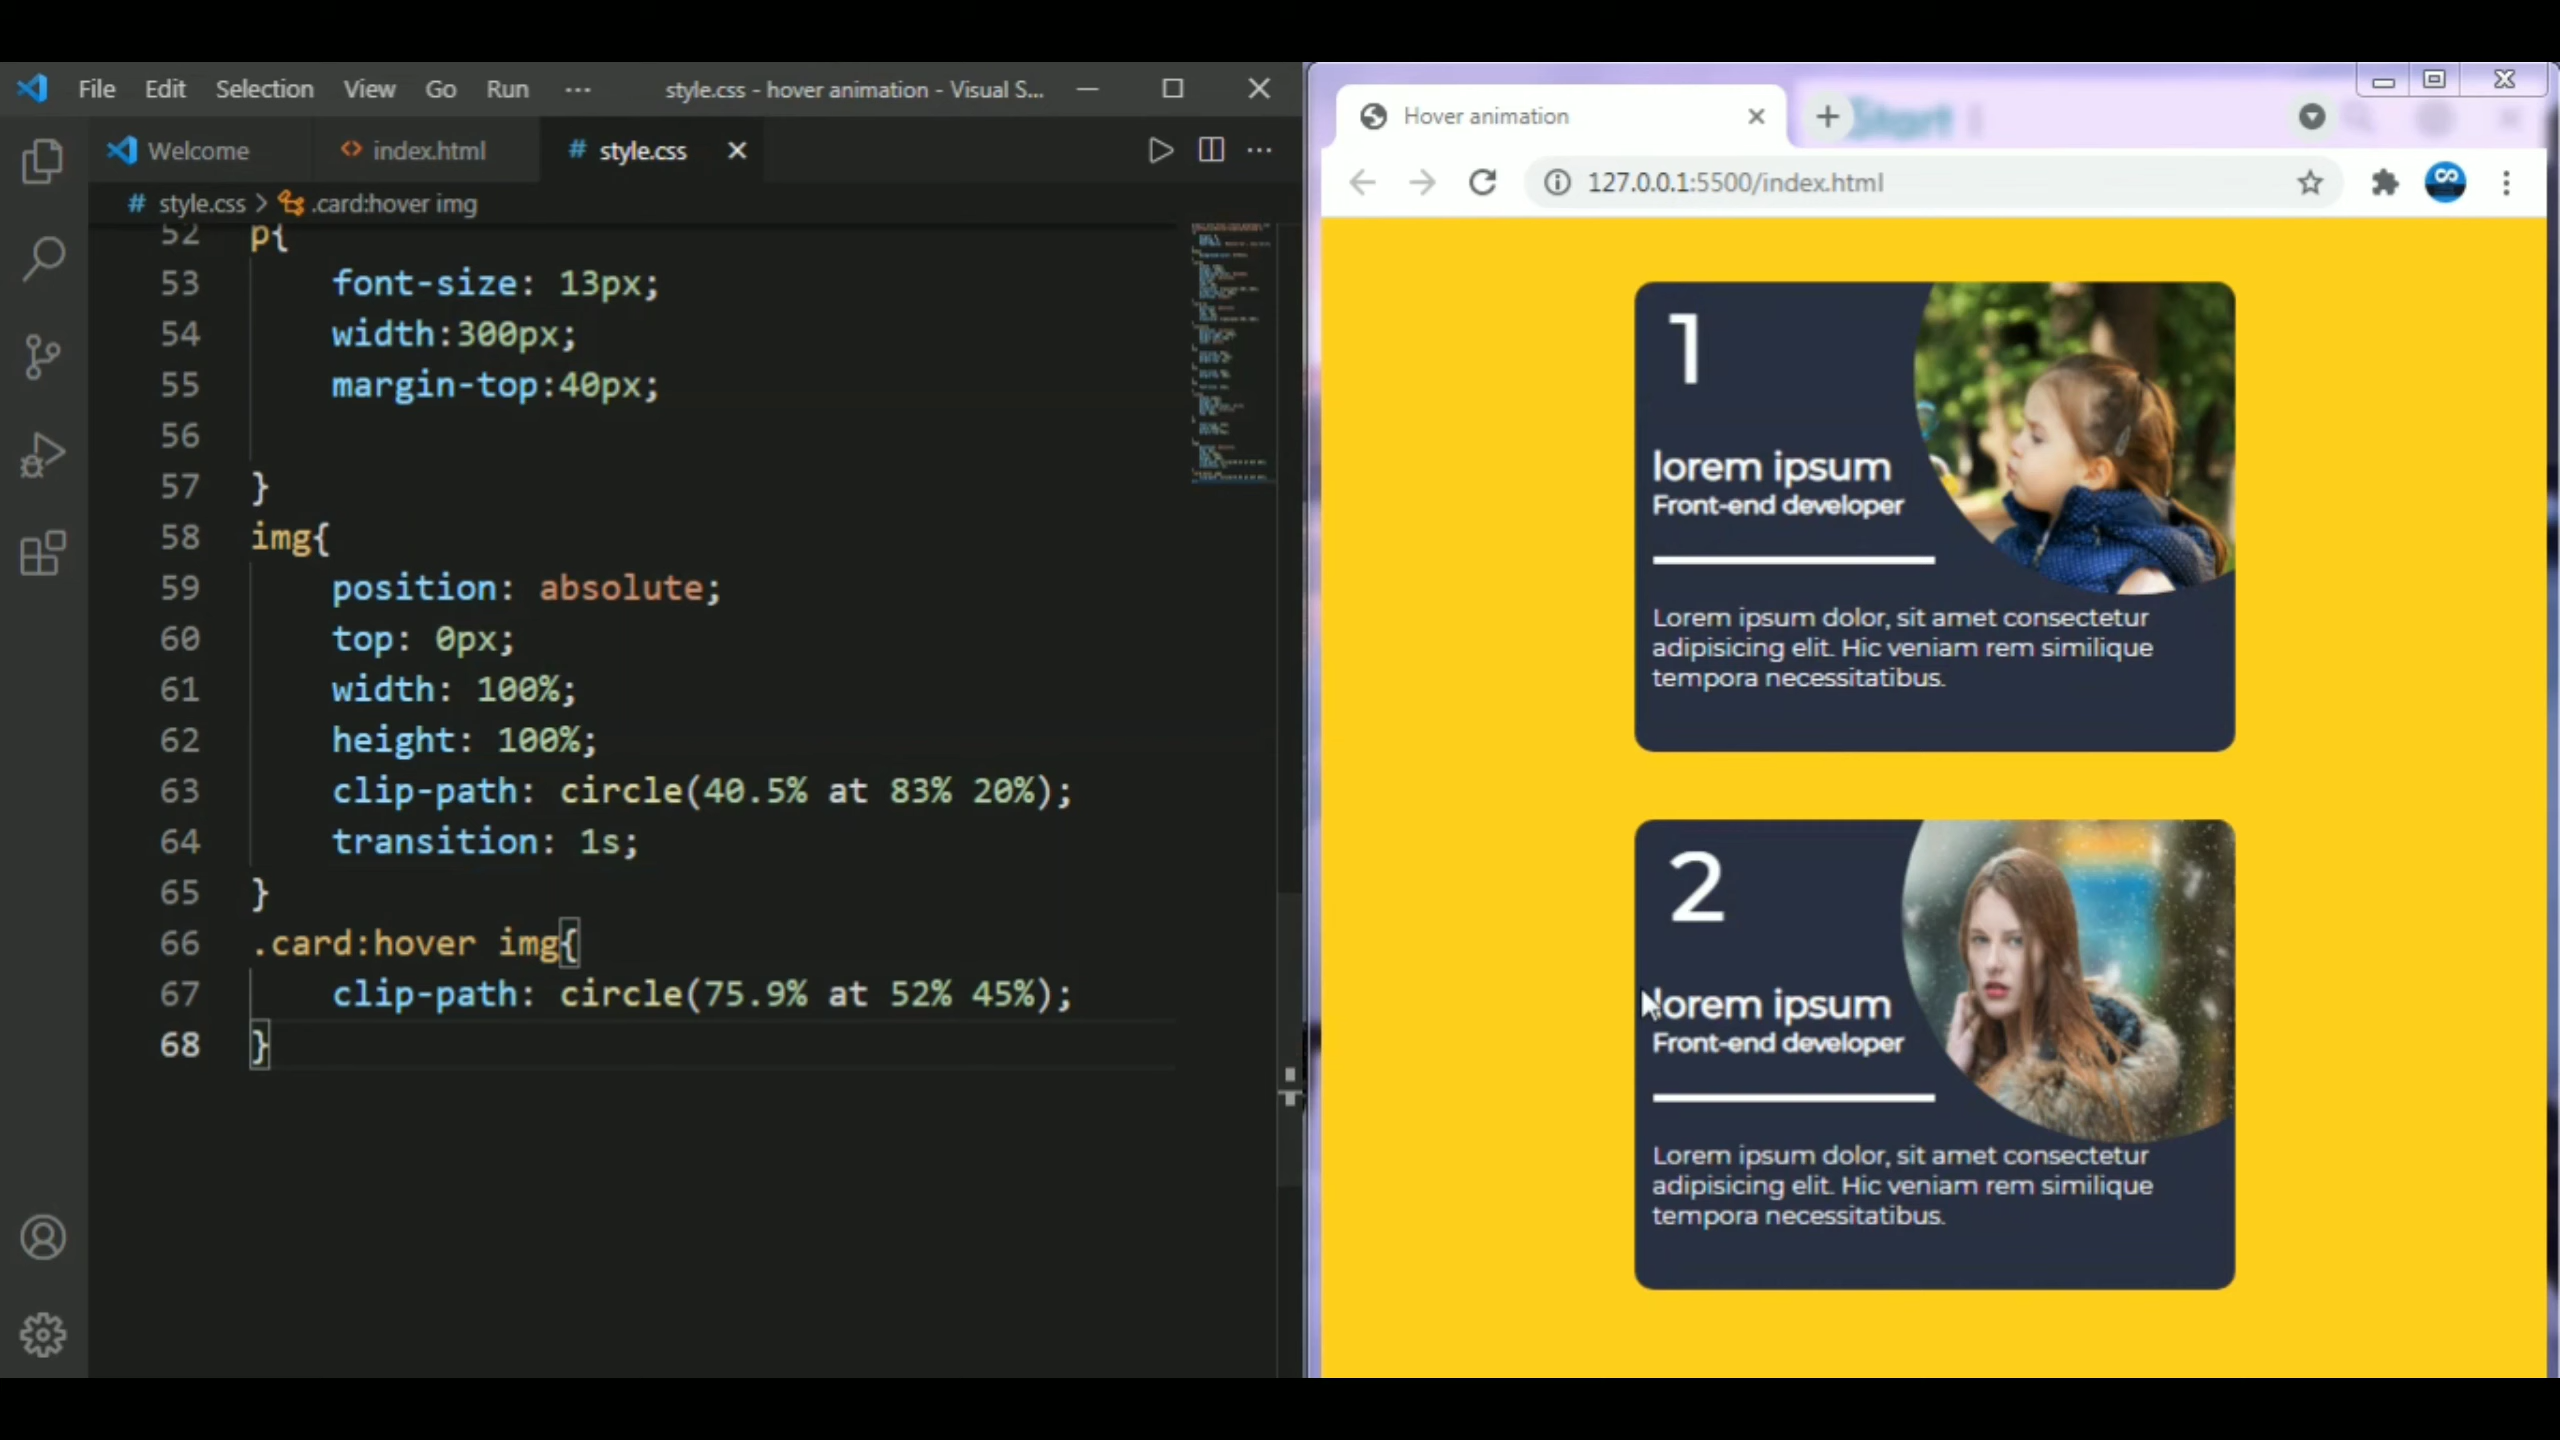 File Edit Selection View Go Run ··· style.css - hover animation - Visual S...
Welcome index.html # style.css
# style.css > .card:hover img
52 p{
53 font-size: 13px;
54 width:300px;
55 margin-top:40px;
56
57 }
58 img{
59 position: absolute;
60 top: 0px;
61 width: 100%;
62 height: 100%;
63 clip-path: circle(40.5% at 83% 20%);
64 transition: 1s;
65 }
66 .card:hover img{
67 clip-path: circle(75.9% at 52% 45%);
68 }
Hover animation
Start
127.0.0.1:5500/index.html
1
lorem ipsum
Front-end developer
Lorem ipsum dolor, sit amet consectetur
adipisicing elit. Hic veniam rem similique
tempora necessitatibus.
2
lorem ipsum
Front-end developer
Lorem ipsum dolor, sit amet consectetur
adipisicing elit. Hic veniam rem similique
tempora necessitatibus.